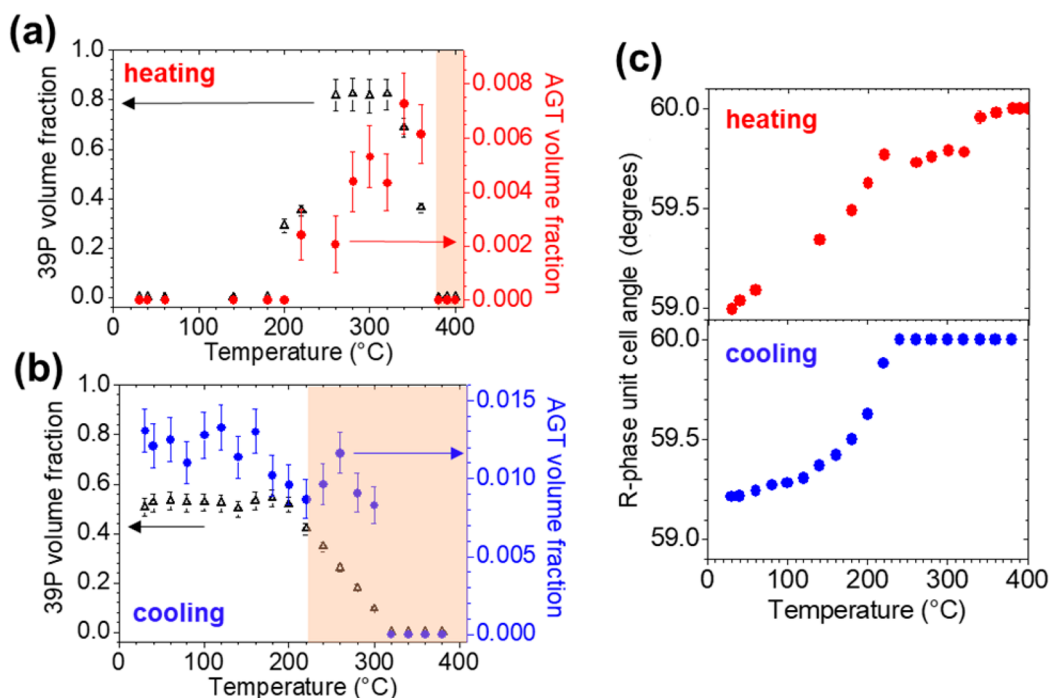 (a)
heating
39P volume fraction
1.0
0.8
0.6
0.4
0.2
0.0
0.008
0.006
0.004
0.002
0.000
AGT volume fraction
0 100 200 300 400
Temperature (°C)
(b)
cooling
39P volume fraction
1.0
0.8
0.6
0.4
0.2
0.0
0.015
0.010
0.005
0.000
AGT volume fraction
0 100 200 300 400
Temperature (°C)
(c)
heating
60.0
59.5
59.0
cooling
60.0
59.5
59.0
R-phase unit cell angle (degrees)
0 100 200 300 400
Temperature (°C)